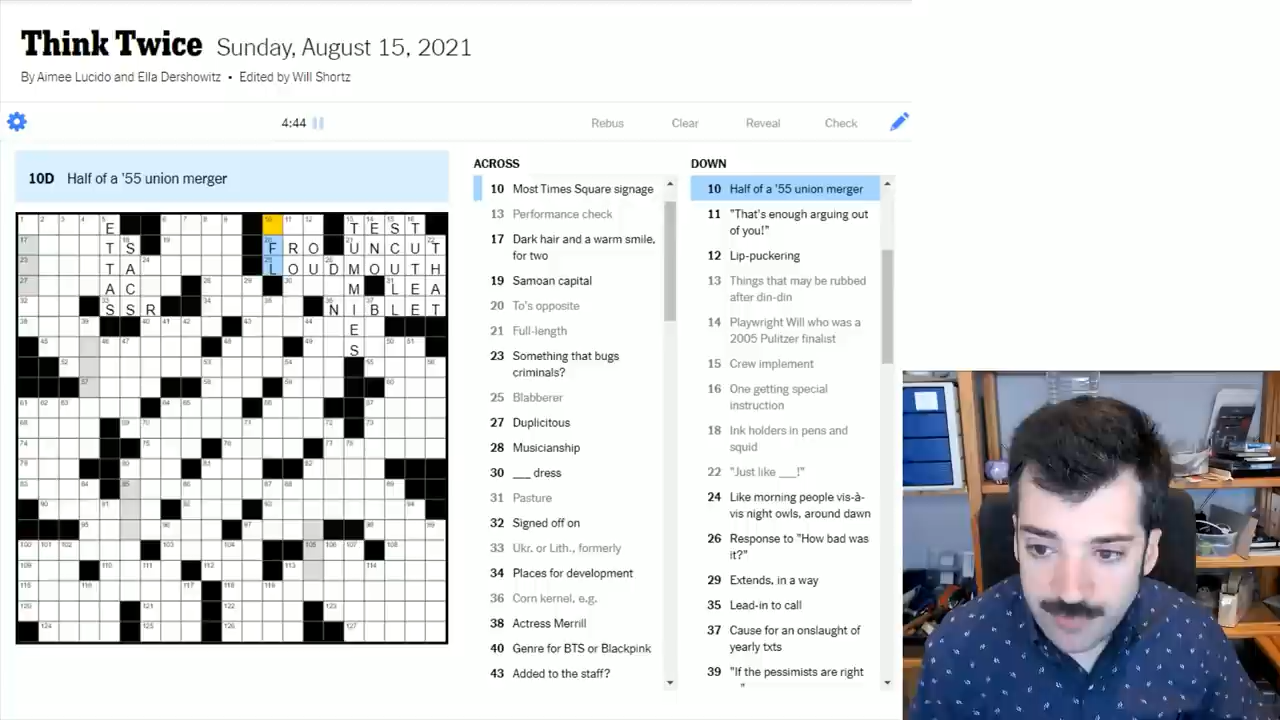 Think Twice Sunday, August 15, 2021
By Aimee Lucido and Ella Dershowitz • Edited by Will Shortz
4:44
Rebus
Clear
Reveal
Check
10D Half of a '55 union merger
E T E S T
T S F R O U N C U T
T A L O U D M O U T H
A C M L E A
S S R N I B L E T
E
S
ACROSS
10 Most Times Square signage
13 Performance check
17 Dark hair and a warm smile,
for two
19 Samoan capital
20 To's opposite
21 Full-length
23 Something that bugs
criminals?
25 Blabberer
27 Duplicitous
28 Musicianship
30 ___ dress
31 Pasture
32 Signed off on
33 Ukr. or Lith., formerly
34 Places for development
36 Corn kernel, e.g.
38 Actress Merrill
40 Genre for BTS or Blackpink
43 Added to the staff?
DOWN
10 Half of a '55 union merger
11 "That's enough arguing out
of you!"
12 Lip-puckering
13 Things that may be rubbed
after din-din
14 Playwright Will who was a
2005 Pulitzer finalist
15 Crew implement
16 One getting special
instruction
18 Ink holders in pens and
squid
22 "Just like ___!"
24 Like morning people vis-à-
vis night owls, around dawn
26 Response to "How bad was
it?"
29 Extends, in a way
35 Lead-in to call
37 Cause for an onslaught of
yearly txts
39 "If the pessimists are right